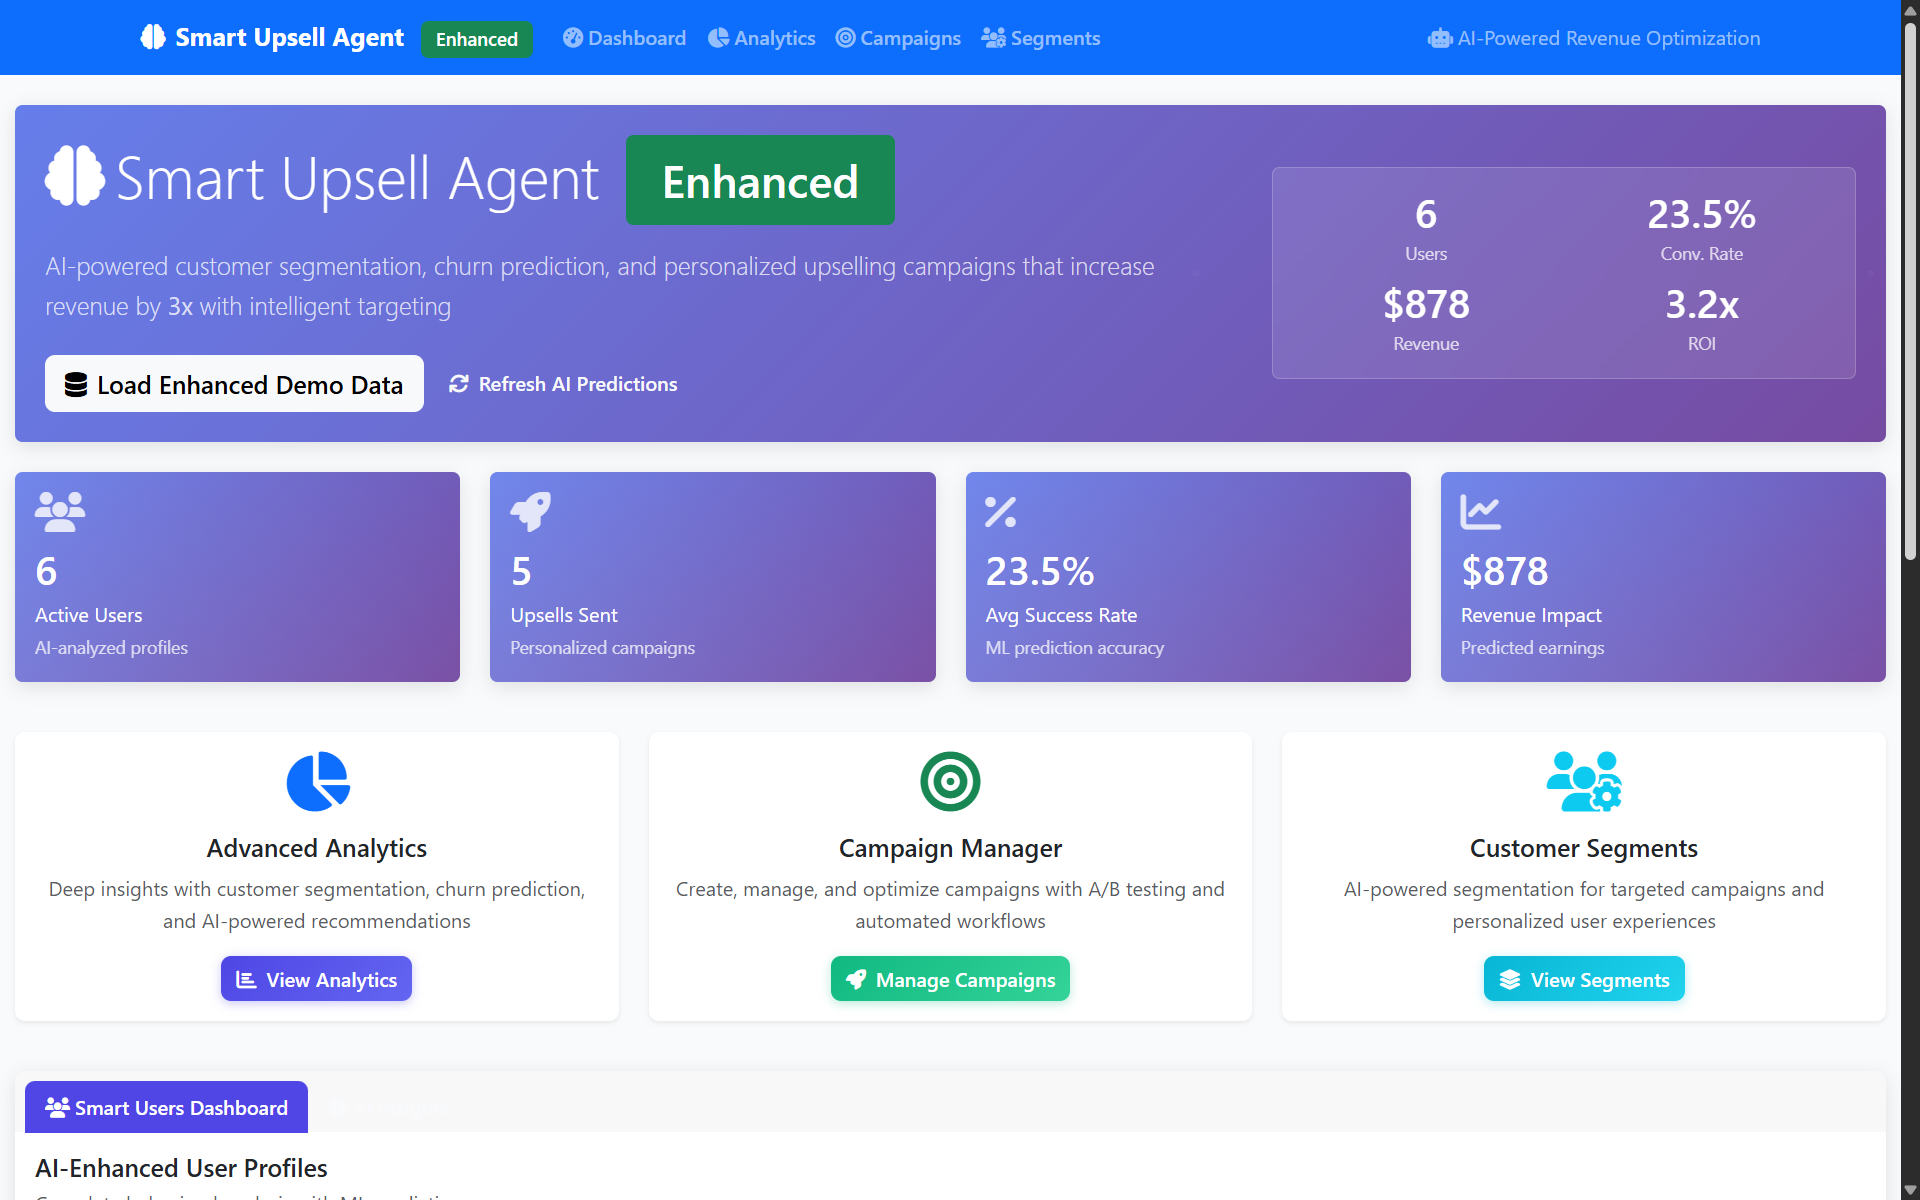 Smart Upsell Agent Enhanced Dashboard Analytics Campaigns Segments AI-Powered Revenue Optimization
Smart Upsell Agent Enhanced
AI-powered customer segmentation, churn prediction, and personalized upselling campaigns that increase
revenue by 3x with intelligent targeting
Load Enhanced Demo Data Refresh AI Predictions
6 23.5%
Users Conv. Rate
$878 3.2x
Revenue ROI
6
Active Users
AI-analyzed profiles
5
Upsells Sent
Personalized campaigns
23.5%
Avg Success Rate
ML prediction accuracy
$878
Revenue Impact
Predicted earnings
Advanced Analytics
Deep insights with customer segmentation, churn prediction,
and AI-powered recommendations
View Analytics
Campaign Manager
Create, manage, and optimize campaigns with A/B testing and
automated workflows
Manage Campaigns
Customer Segments
AI-powered segmentation for targeted campaigns and
personalized user experiences
View Segments
Smart Users Dashboard
AI-Enhanced User Profiles